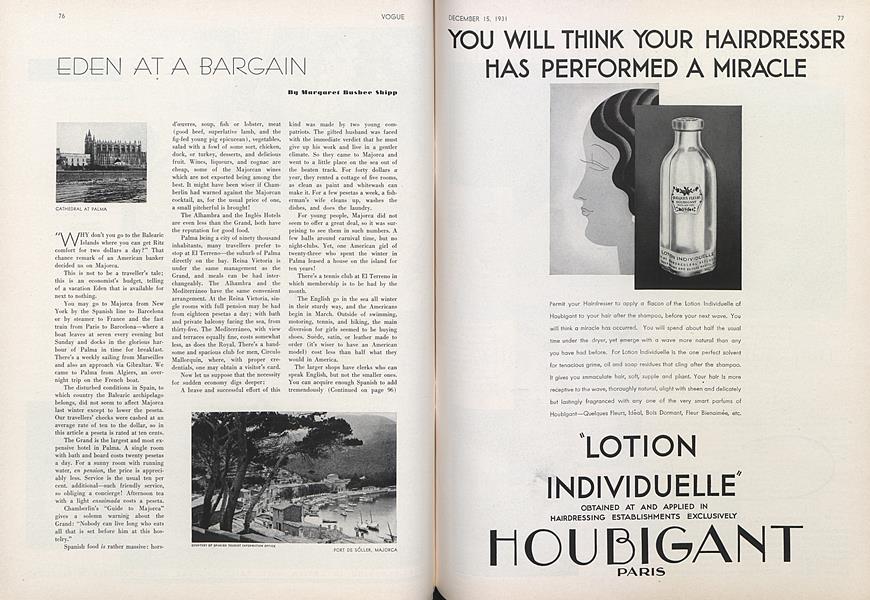 76
VOGUE
EDEN AT A BARGAIN
By Margaret Busbee Shipp
CATHEDRAL AT PALMA
"WHY don't you go to the Balearic
Islands where you can get Ritz
comfort for two dollars a day?" That
chance remark of an American banker
decided us on Majorca.
This is not to be a traveller's tale;
this is an economist's budget, telling
of a vacation Eden that is available for
next to nothing.
You may go to Majorca from New
York by the Spanish line to Barcelona
or by steamer to France and the fast
train from Paris to Barcelona—where a
boat leaves at seven every evening but
Sunday and docks in the glorious har-
bour of Palma in time for breakfast.
There's a weekly sailing from Marseilles
and also an approach via Gibraltar. We
came to Palma from Algiers, an over-
night trip on the French boat.
The disturbed conditions in Spain, to
which country the Balearic archipelago
belongs, did not seem to affect Majorca
last winter except to lower the peseta.
Our travellers' checks were cashed at an
average rate of ten to the dollar, so in
this article a peseta is rated at ten cents.
The Grand is the largest and most ex-
pensive hotel in Palma. A single room
with bath and board costs twenty pesetas
a day. For a sunny room with running
water, en pension, the price is appreci-
ably less. Service is the usual ten per
cent. additional—such friendly service,
so obliging a concierge! Afternoon tea
with a light ensaimada costs a peseta.
Chamberlin's "Guide to Majorca"
gives a solemn warning about the
Grand: "Nobody can live long who eats
all that is set before him at this hos-
telry."
Spanish food is rather massive: hors-
d'œuvres, soup, fish or lobster, meat
(good beef, superlative lamb, and the
fig-fed young pig epicurean), vegetables,
salad with a fowl of some sort, chicken,
duck, or turkey, desserts, and delicious
fruit. Wines, liqueurs, and cognac are
cheap, some of the Majorcan wines
which are not exported being among the
best. It might have been wiser if Cham-
berlin had warned against the Majorcan
cocktail, as, for the usual price of one,
a small pitcherful is brought!
The Alhambra and the Inglés Hotels
are even less than the Grand, both have
the reputation for good food.
Palma being a city of ninety thousand
inhabitants, many travellers prefer to
stop at El Terreno—the suburb of Palma
directly on the bay. Reina Victoria is
under the same management as the
Grand, and meals can be had inter-
changeably. The Alhambra and the
Mediterráneo have the same convenient
arrangement. At the Reina Victoria, sin-
gle rooms with full pension may be had
from eighteen pesetas a day; with bath
and private balcony facing the sea, from
thirty-five. The Mediterráneo, with view
and terraces equally fine, costs somewhat
less, as does the Royal. There's a hand-
some and spacious club for men, Circulo
Mallorquin, where, with proper cre-
dentials, one may obtain a visitor's card.
Now let us suppose that the necessity
for sudden economy digs deeper:
A brave and successful effort of this
kind was made by two young com-
patriots. The gifted husband was faced
with the immediate verdict that he must
give up his work and live in a gentler
climate. So they came to Majorca and
went to a little place on the sea out of
the beaten track. For forty dollars a
year, they rented a cottage of five rooms,
as clean as paint and whitewash can
make it. For a few pesetas a week, a fish-
erman's wife cleans up, washes the
dishes, and does the laundry.
For young people, Majorca did not
seem to offer a great deal, so it was sur-
prising to see them in such numbers. A
few balls around carnival time, but no
night-clubs. Yet, one American girl of
twenty-three who spent the winter in
Palma leased a house on the island for
ten years!
There's a tennis club at El Terreno in
which membership is to be had by the
month.
The English go in the sea all winter
in their sturdy way, and the Americans
begin in March. Outside of swimming,
motoring, tennis, and hiking, the main
diversion for girls seemed to be buying
shoes. Suède, satin, or leather made to
order (it's wiser to have an American
model) cost less than half what they
would in America.
The larger shops have clerks who can
speak English, but not the smaller ones.
You can acquire enough Spanish to add
tremendously (Continued on page 96)
COURTESY OF SPANISH TOURIST INFORMATION OFFICE
PORT DE SÓLLER, MAJORCA
DECEMBER 15, 1931
77
YOU WILL THINK YOUR HAIRDRESSER
HAS PERFORMED A MIRACLE
HOUBIGANT
LOTION INDIVIDUELLE
Permit your Hairdresser to apply a flacon of the Lotion Individuelle of
Houbigant to your hair after the shampoo, before your next wave. You
will think a miracle has occurred. You will spend about half the usual
time under the dryer, yet emerge with a wave more natural than any
you have had before. For Lotion Individuelle is the one perfect solvent
for tenacious grime, oil and soap residues that cling after the shampoo.
It gives you immaculate hair, soft, supple and pliant. Your hair is more
receptive to the wave, thoroughly natural, alight with sheen and delicately
but lastingly fragranced with any one of the very smart parfums of
Houbigant—Quelques Fleurs, Idéal, Bois Dormant, Fleur Bienaimée, etc.
"LOTION
INDIVIDUELLE"
OBTAINED AT AND APPLIED IN
HAIRDRESSING ESTABLISHMENTS EXCLUSIVELY
HOUBIGANT
PARIS